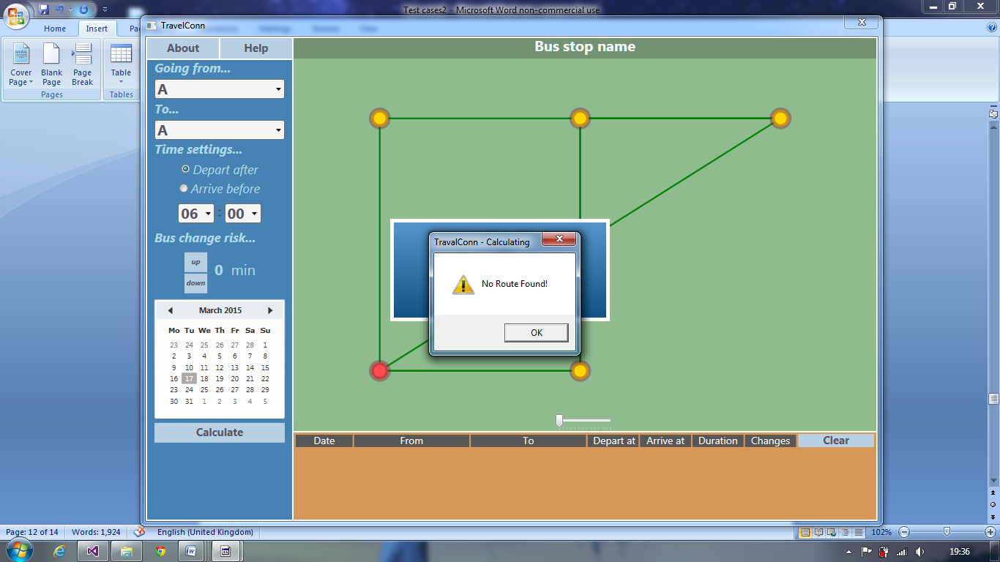 Test cases2 - Microsoft Word non-commercial use
Home
Insert
TravelConn
Cover
Page
Blank
Page
Page
Break
Table
Pages
Tables
About
Help
Bus stop name
Going from...
A
To...
A
Time settings...
Depart after
Arrive before
06 : 00
Bus change risk...
up
down
0 min
March 2015
Mo Tu We Th Fr Sa Su
23 24 25 26 27 28 1
2 3 4 5 6 7 8
9 10 11 12 13 14 15
16 17 18 19 20 21 22
23 24 25 26 27 28 29
30 31 1 2 3 4 5
Calculate
TravalConn - Calculating
No Route Found!
OK
Date From To Depart at Arrive at Duration Changes Clear
Page: 12 of 14 Words: 1,924 English (United Kingdom) 102%
19:36